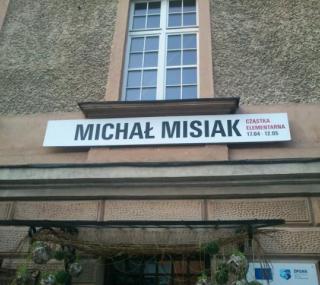 MICHAŁ MISIAK
CZĄSTKA
ELEMENTARNA
17.04 - 12.05